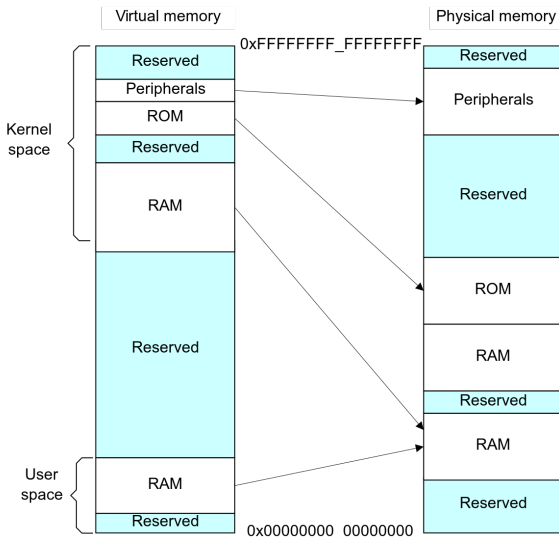 Virtual memory
Physical memory
0xFFFFFFFF_FFFFFFFF
Kernel
space
Reserved
Peripherals
ROM
Reserved
RAM
Reserved
User
space
RAM
Reserved
0x00000000 00000000
Reserved
Peripherals
Reserved
ROM
RAM
Reserved
RAM
Reserved